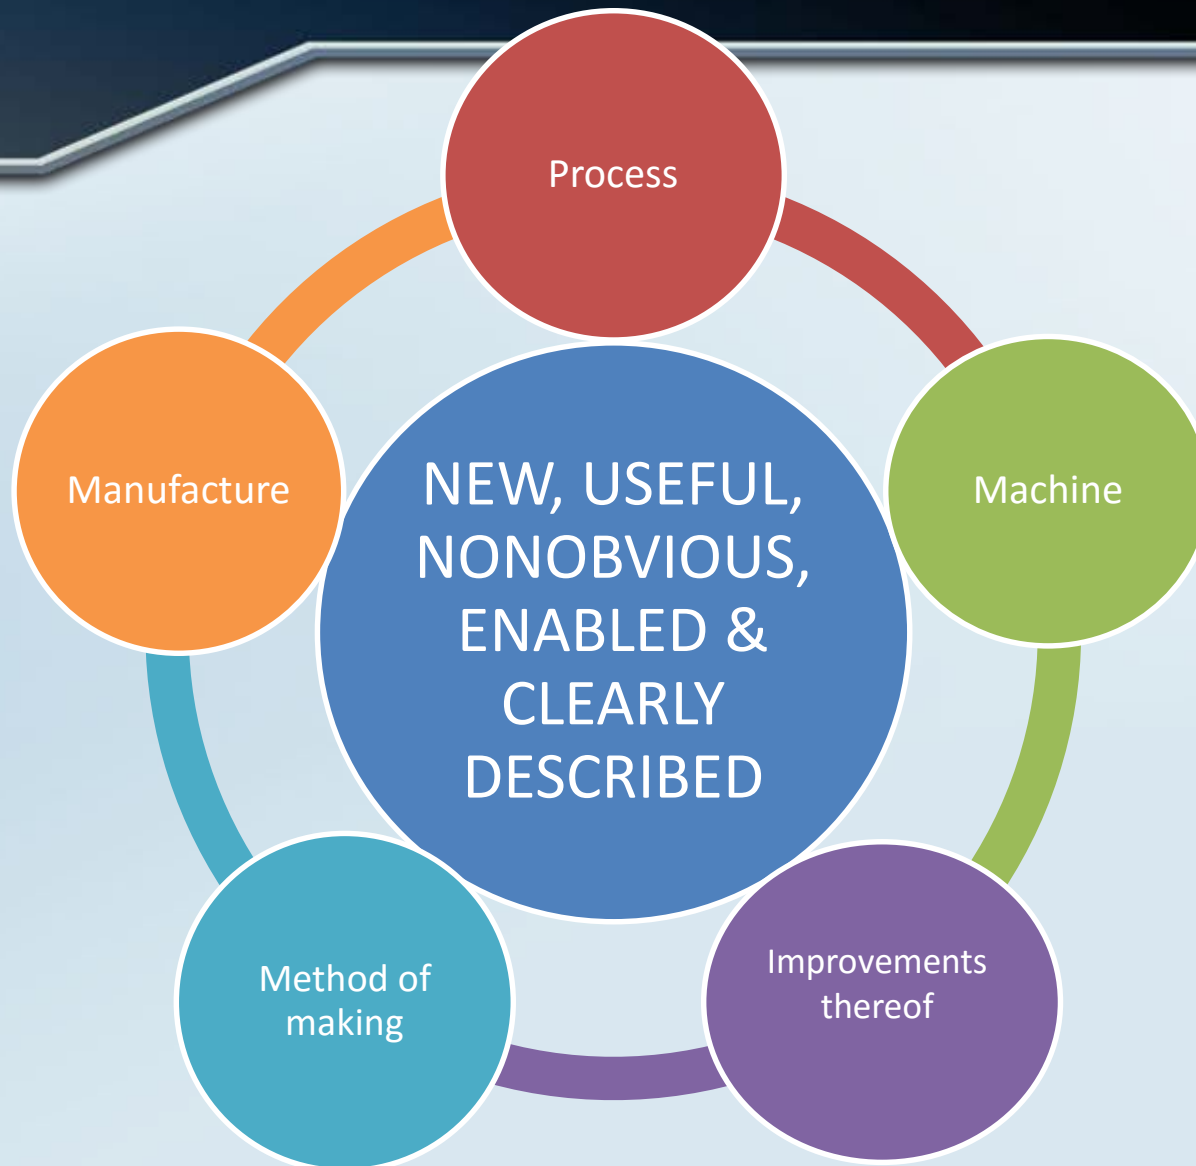 Process
Manufacture
NEW, USEFUL,
NONOBVIOUS,
ENABLED &
CLEARLY
DESCRIBED
Machine
Method of
making
Improvements
thereof